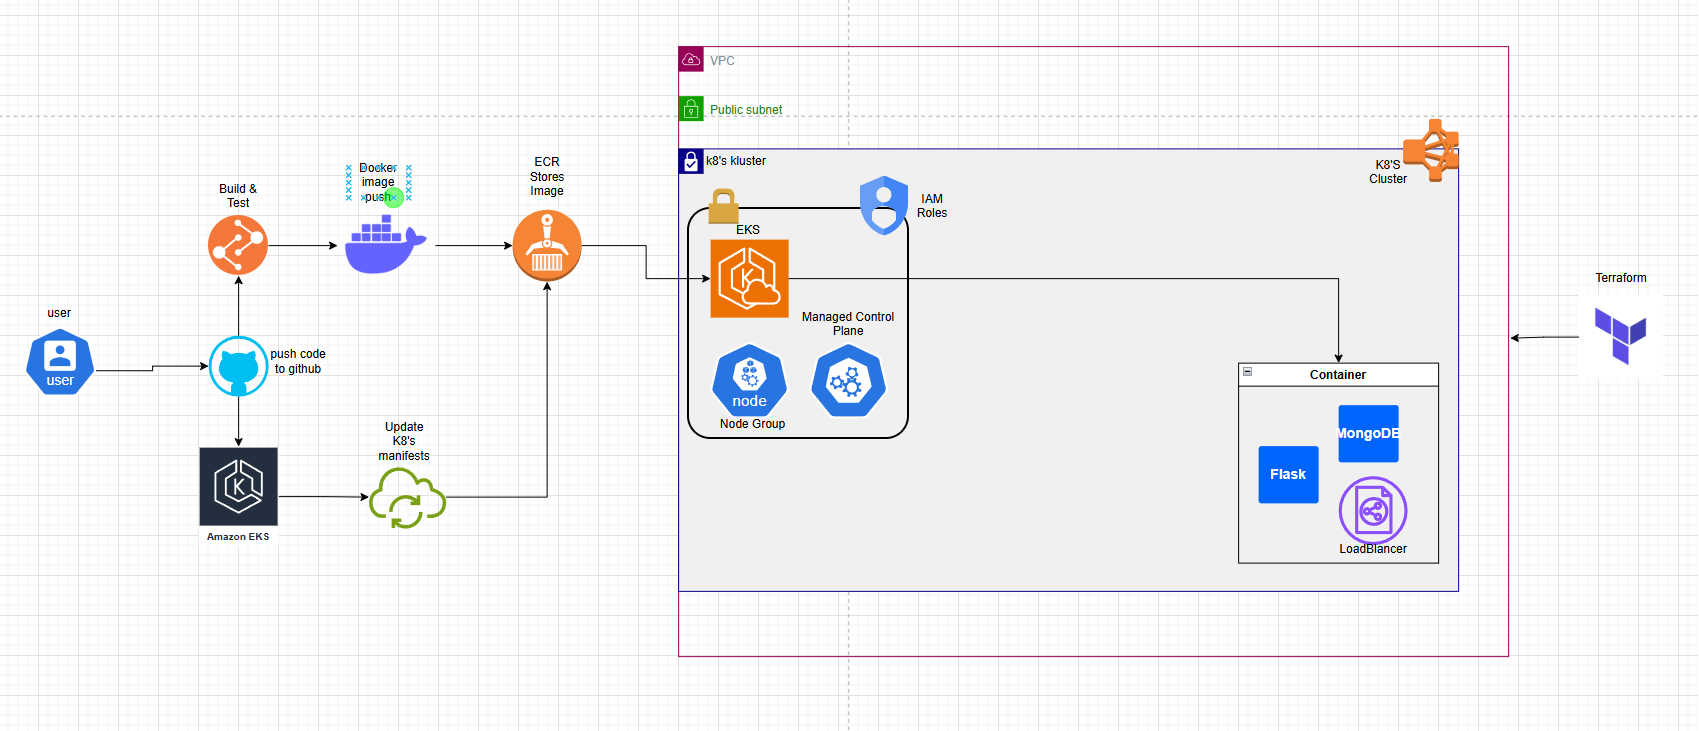 VPC
Public subnet
k8's kluster
K8'S
Cluster
ECR
Stores
Image
Docker
image
push
Build &
Test
IAM
Roles
EKS
Terraform
user
user
push code
to github
Managed Control
Plane
node
Node Group
Container
MongoDB
Flask
LoadBlancer
Update
K8's
manifests
Amazon EKS